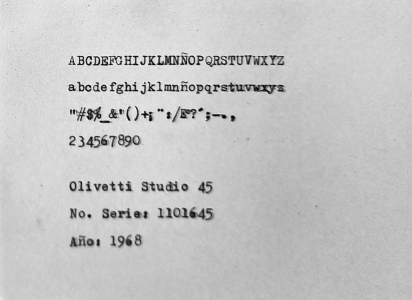 ABCDEFGHIJKLMNÑOPQRSTUVWXYZ
abcdefghijklmnñopqrstuvwxyz
"#$%_&"()+¡¨:/?´;-.,
234567890
Olivetti Studio 45
No. Serie: 1101645
Año: 1968